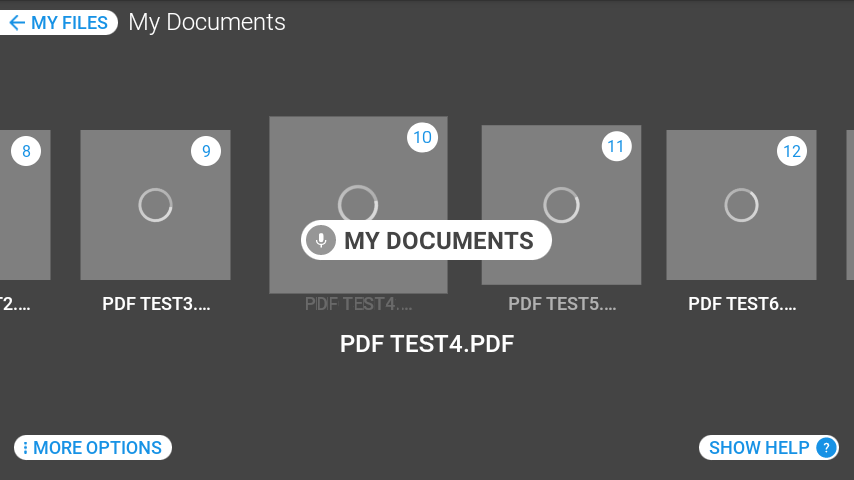 MY FILES My Documents
8
9
10
11
12
MY DOCUMENTS
T2.... PDF TEST3.... PDF TEST4.... PDF TEST5.... PDF TEST6....
PDF TEST4.PDF
MORE OPTIONS
SHOW HELP ?